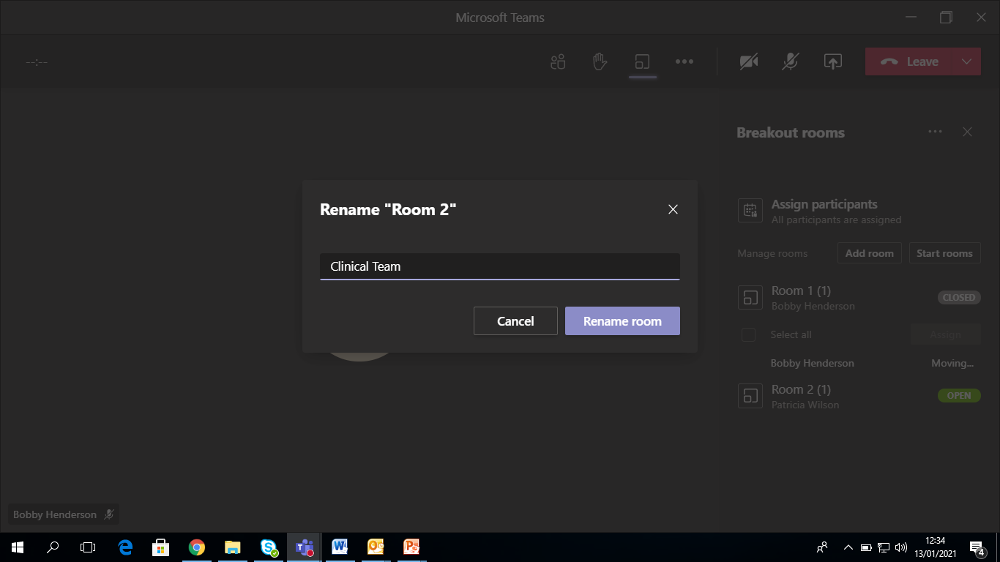 Microsoft Teams
--:--
Leave
Breakout rooms
Rename "Room 2"
Assign participants
All participants are assigned
Clinical Team
Manage rooms
Add room
Start rooms
Room 1 (1)
CLOSED
Bobby Henderson
Cancel
Rename room
Select all
Assign
Bobby Henderson
Moving...
Room 2 (1)
OPEN
Patricia Wilson
Bobby Henderson
12:34
13/01/2021
4